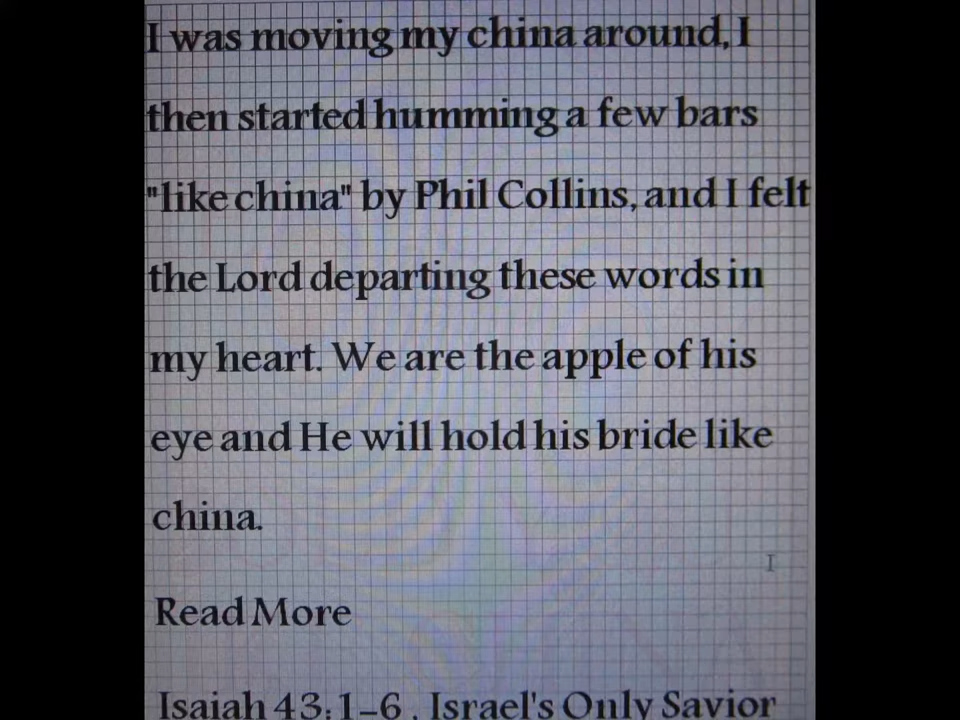 I was moving my china around, I
then started humming a few bars
"like china" by Phil Collins, and I felt
the Lord departing these words in
my heart. We are the apple of his
eye and He will hold his bride like
china.
Read More
Isaiah 43:1-6 , Israel's Only Savior